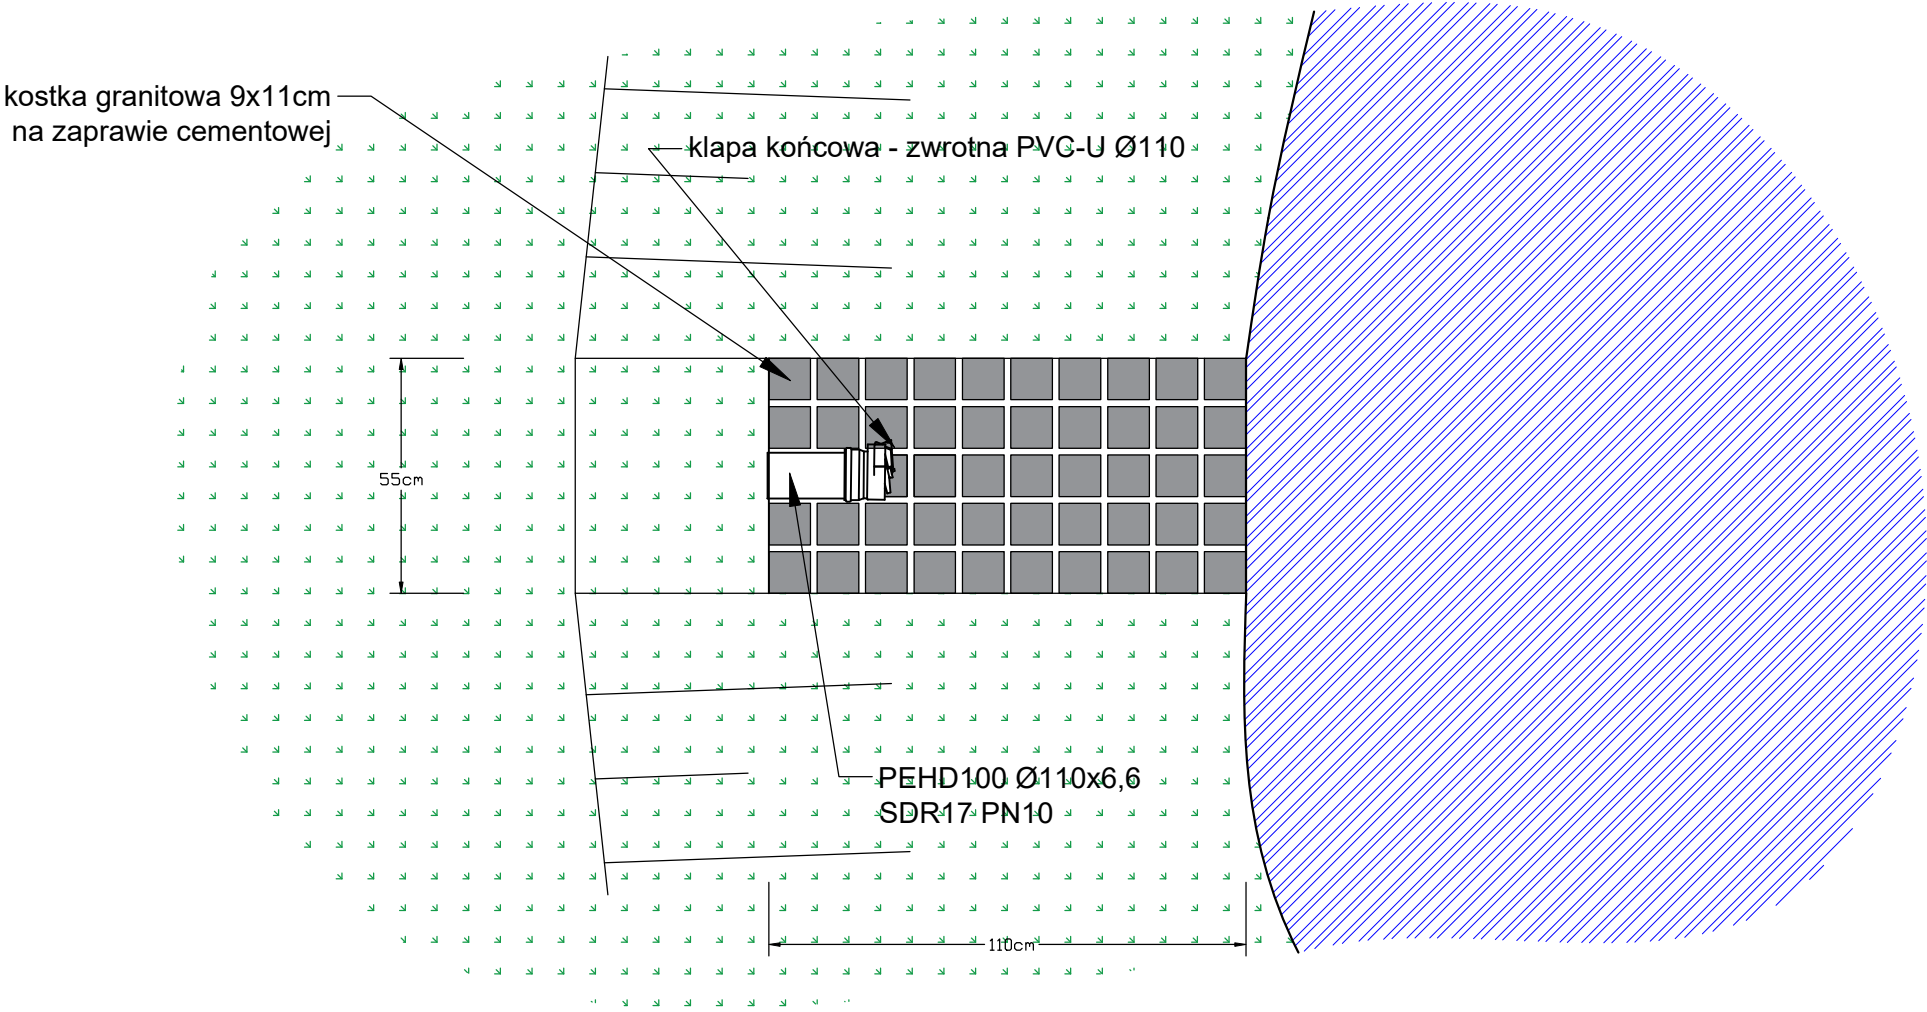 kostka granitowa 9x11cm
na zaprawie cementowej
klapa końcowa - zwrotna PVC-U Ø110
55cm
PEHD100 Ø110x6,6
SDR17 PN10
110cm